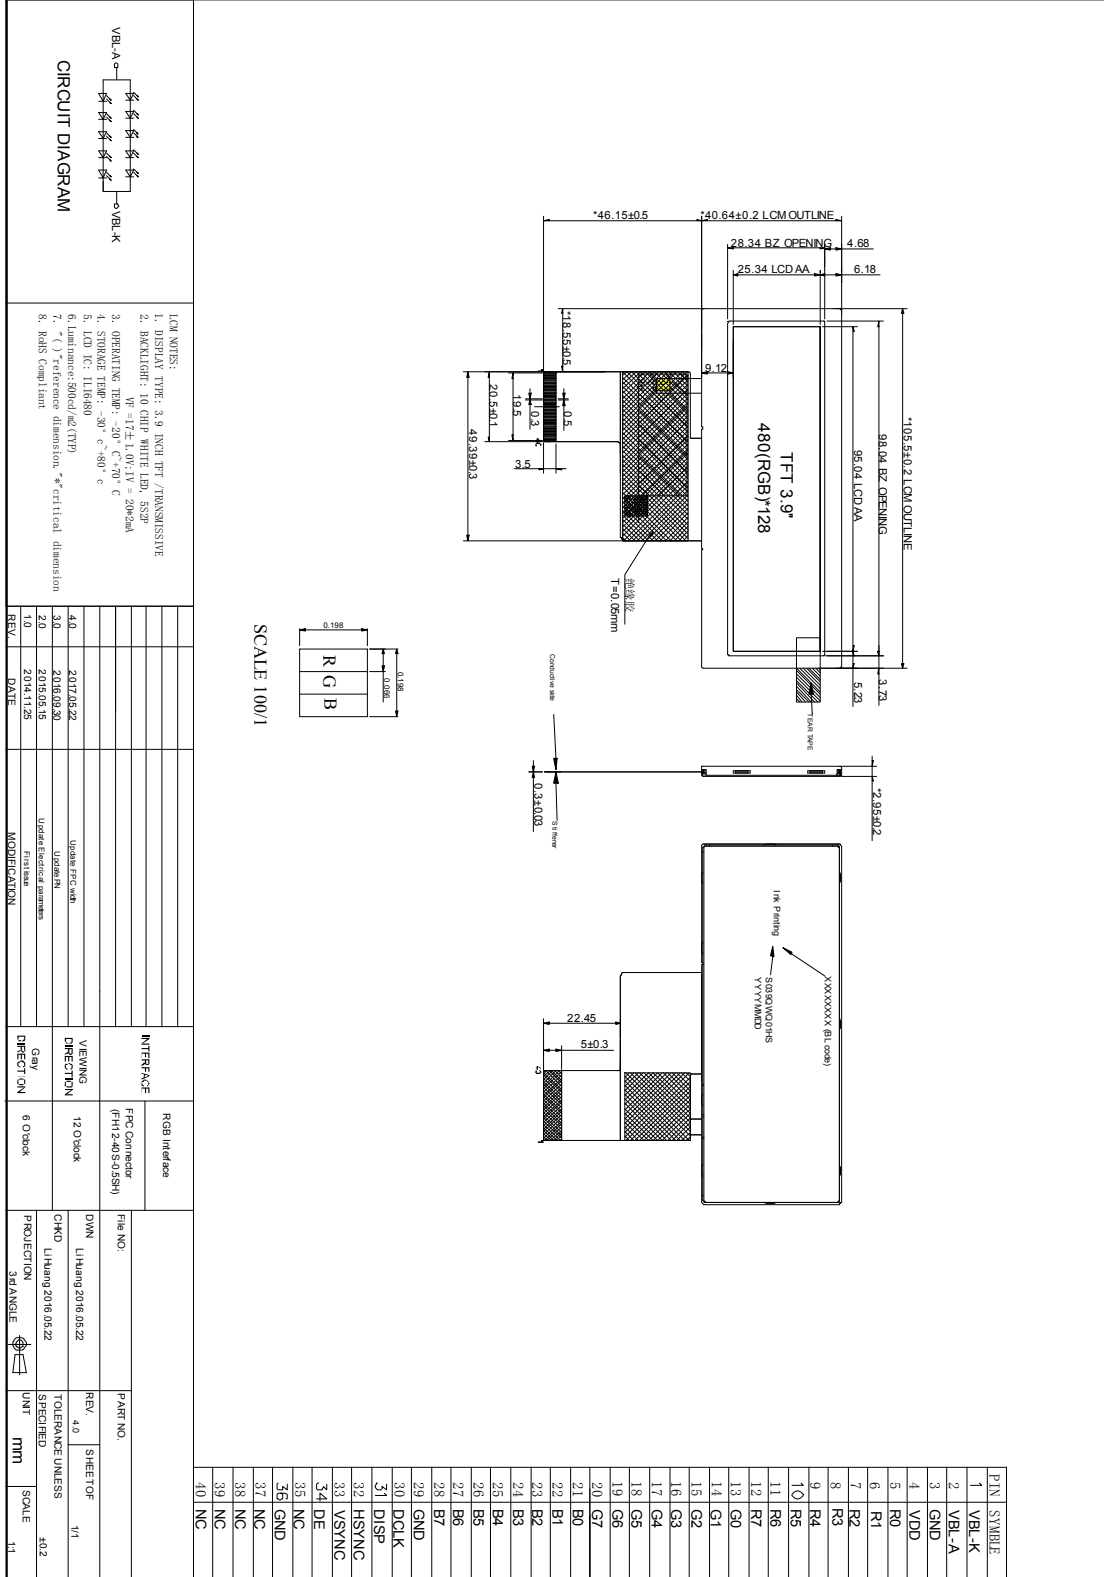 *105.5±0.2 LCM OUTLINE
98.04 BZ OPENING
95.04 LCD AA
3.73
5.23
*40.64±0.2 LCM OUTLINE
28.34 BZ OPENING
4.68
25.34 LCD AA
6.18
*46.15±0.5
TFT 3.9"
480(RGB)*128
9.12
*18.55±0.5
0.5
0.3
19.5
20.5±0.1
3.5
49.39±0.3
绝缘胶
T=0.05mm
TEAR TAPE
*2.95±0.2
Conductive side
Stiffener
0.3±0.03
XXXXXXXX (BL code)
Ink Printing
S039QWQ01HS
YYYYMMDD
22.45
5±0.3
40
1
0.198
0.066
0.198
R G B
SCALE 100/1
PIN SYMBLE
1 VBL-K
2 VBL-A
3 GND
4 VDD
5 R0
6 R1
7 R2
8 R3
9 R4
10 R5
11 R6
12 R7
13 G0
14 G1
15 G2
16 G3
17 G4
18 G5
19 G6
20 G7
21 B0
22 B1
23 B2
24 B3
25 B4
26 B5
27 B6
28 B7
29 GND
30 DCLK
31 DISP
32 HSYNC
33 VSYNC
34 DE
35 NC
36 GND
37 NC
38 NC
39 NC
40 NC
VBL-A
VBL-K
CIRCUIT DIAGRAM
LCM NOTES:
1. DISPLAY TYPE: 3.9 INCH TFT /TRANSMISSIVE
2. BACKLIGHT: 10 CHIP WHITE LED, 5S2P
VF =17± 1.0V;IV = 20*2mA
3. OPERATING TEMP: -20° C~+70° C
4. STORAGE TEMP: -30° c~+80° c
5. LCD IC: ILI6480
6.Luminance:500cd/m2(TYP)
7. "( )"reference dimension, "*"critical dimension
8. RoHS Compliant
4.0 2017.05.22 Update FPC width
3.0 2016.09.30 Update PN
2.0 2015.05.15 Update Electrical parameters
1.0 2014.11.25 First issue
REV. DATE MODIFICATION
INTERFACE
RGB Interface
FPC Connector
(FH12-40S-0.5SH)
VIEWING DIRECTION
12 O'clock
Gray DIRECTION
6 O'clock
File NO:
PART NO.
DWN
Li Huang 2016.05.22
REV.
4.0
SHEET OF
1/1
CHKD
Li Huang 2016.05.22
TOLERANCE UNLESS SPECIFIED
±0.2
PROJECTION
3rd ANGLE
UNIT
mm
SCALE
1:1